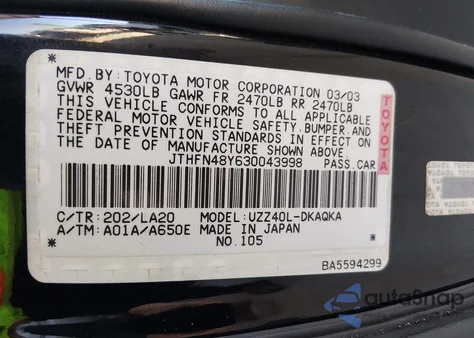 MFD. BY: TOYOTA MOTOR CORPORATION 03/03
GVWR 4530LB GAWR FR 2470LB RR 2470LB
THIS VEHICLE CONFORMS TO ALL APPLICABLE
FEDERAL MOTOR VEHICLE SAFETY, BUMPER, AND
THEFT PREVENTION STANDARDS IN EFFECT ON
THE DATE OF MANUFACTURE SHOWN ABOVE.
JTHFN48Y630043998 PASS.CAR
TOYOTA
C/TR: 202/LA20 MODEL: UZZ40L-DKAQKA
A/TM: A01A/A650E MADE IN JAPAN
NO.105
BA5594299
autoSnap